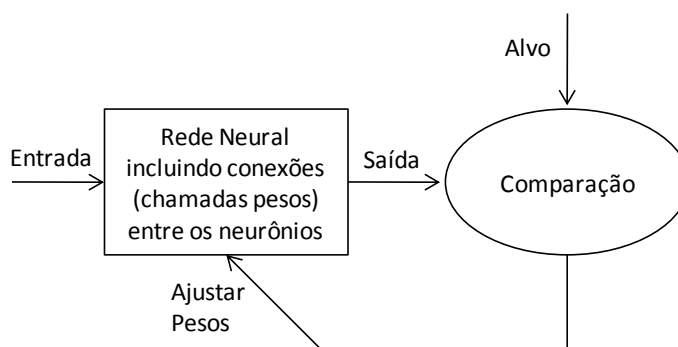 Alvo
Entrada
Rede Neural
incluindo conexões
(chamadas pesos)
entre os neurônios
Saída
Comparação
Ajustar
Pesos